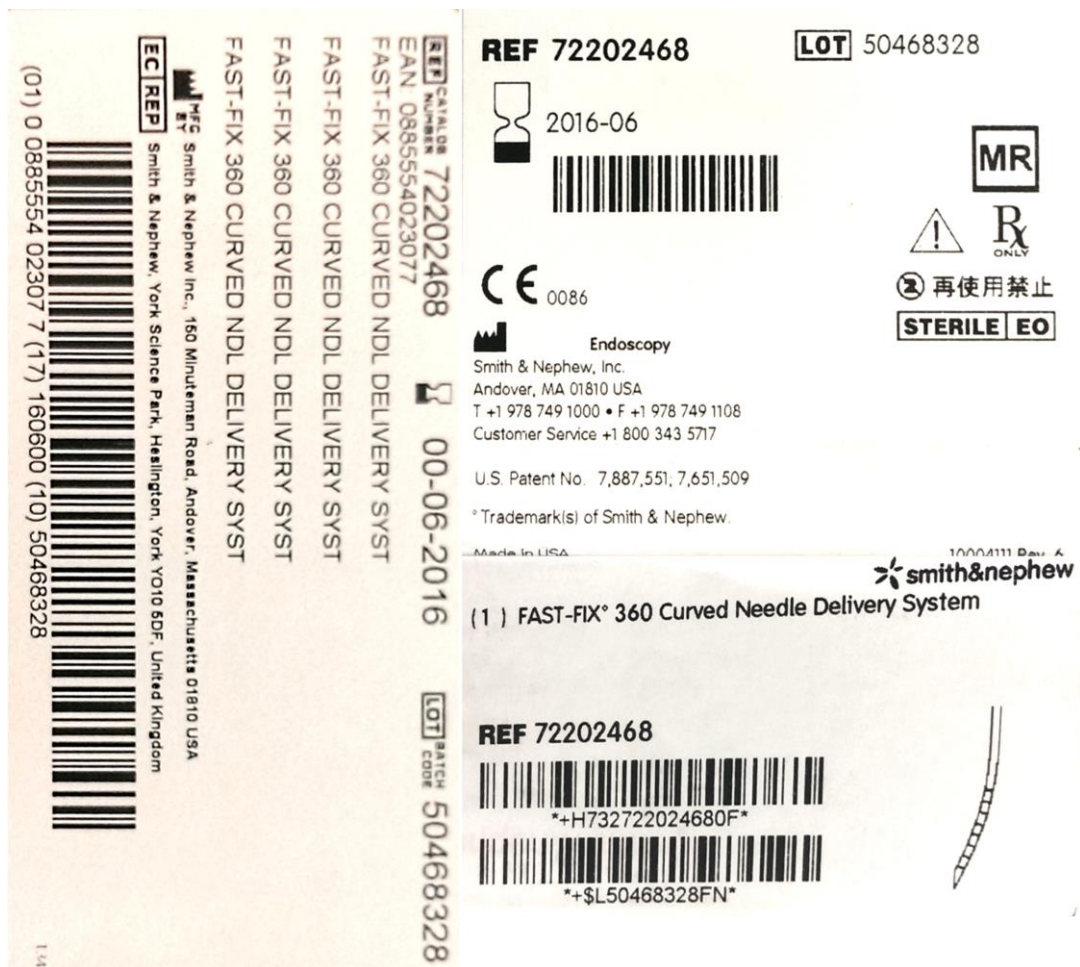 REF CATALOG NUMBER 72202468 00-06-2016 LOT BATCH CODE 50468328
EAN: 0885554023077
FAST-FIX 360 CURVED NDL DELIVERY SYST
FAST-FIX 360 CURVED NDL DELIVERY SYST
FAST-FIX 360 CURVED NDL DELIVERY SYST
FAST-FIX 360 CURVED NDL DELIVERY SYST
MFG BY Smith & Nephew Inc., 150 Minuteman Road, Andover, Massachusetts 01810 USA
EC REP Smith & Nephew, York Science Park, Heslington, York YO10 5DF, United Kingdom
(01) 0 0885554 02307 7 (17) 160600 (10) 50468328
REF 72202468 LOT 50468328
2016-06
MR
!
Rx ONLY
CE 0086
2 再使用禁止
STERILE EO
Endoscopy
Smith & Nephew, Inc.
Andover, MA 01810 USA
T +1 978 749 1000 • F +1 978 749 1108
Customer Service +1 800 343 5717
U.S. Patent No. 7,887,551; 7,651,509
°Trademark(s) of Smith & Nephew.
Made in USA 10004111 Rev. 6
smith&nephew
(1 ) FAST-FIX° 360 Curved Needle Delivery System
REF 72202468
*+H732722024680F*
*+$L50468328FN*